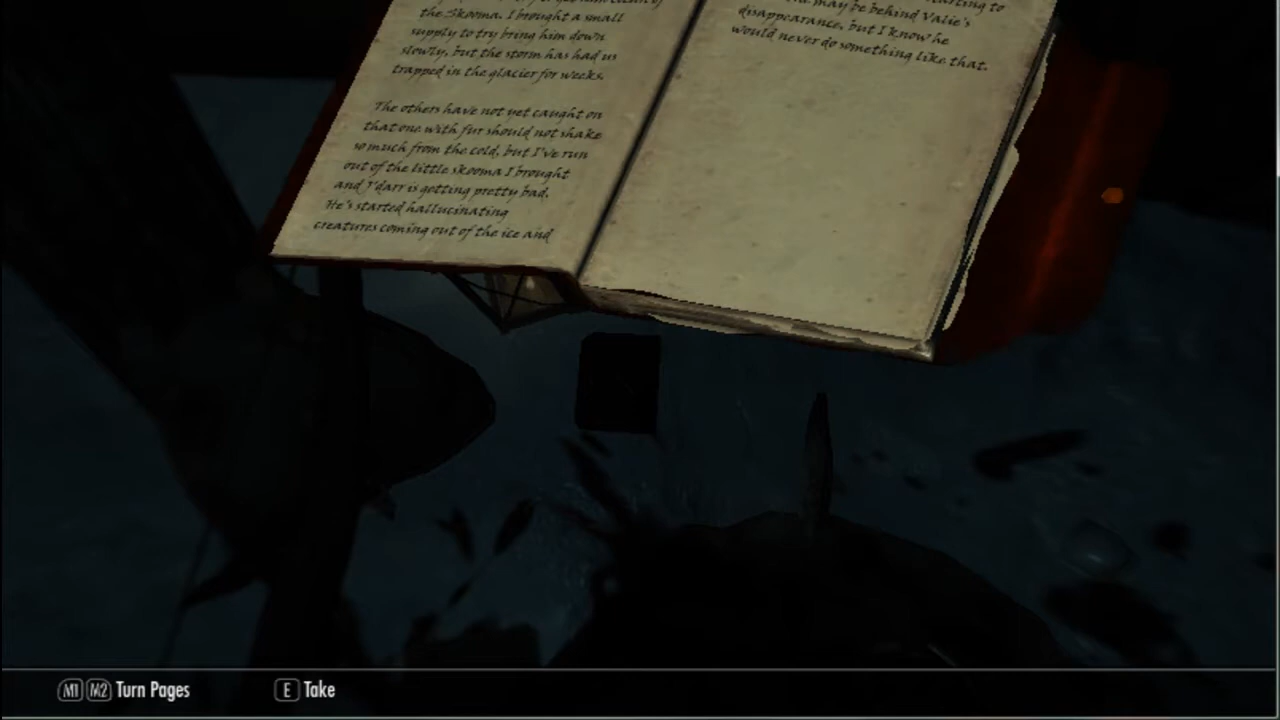 the Skooma. I brought a small
supply to try bring him down
slowly, but the storm has had us
trapped in the glacier for weeks.
The others have not yet caught on
that one with fur should not shake
so much from the cold, but I've run
out of the little skooma I brought
and J'darr is getting pretty bad.
He's started hallucinating
creatures coming out of the ice and
starting to
may be behind Valie's
disappearance, but I know he
would never do something like that.
M1 M2 Turn Pages
E Take